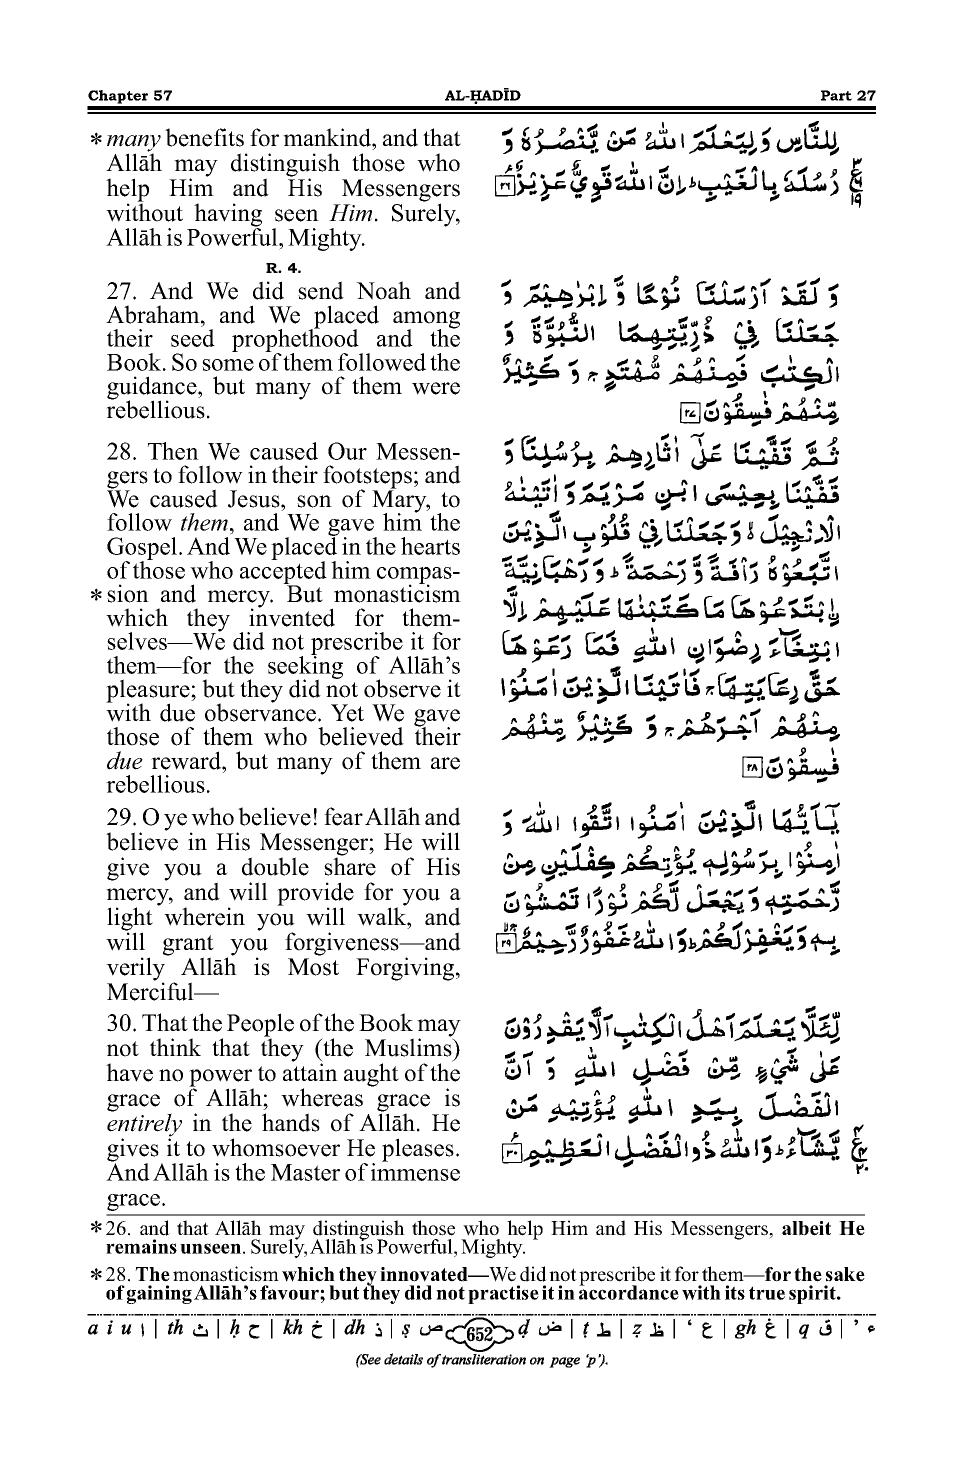 Chapter 57 AL-ḤADĪD Part 27
* many benefits for mankind, and that
Allāh may distinguish those who
help Him and His Messengers
without having seen Him. Surely,
Allāh is Powerful, Mighty.
لِلنَّاسِ وَ لِيَعْلَمَ اللّٰهُ مَنْ يَّنْصُرُهٗ وَ
رُسُلَهٗ بِالْغَيْبِ ؕ اِنَّ اللّٰهَ قَوِيٌّ عَزِيْزٌ ۲۶
R. 4.
27. And We did send Noah and
Abraham, and We placed among
their seed prophethood and the
Book. So some of them followed the
guidance, but many of them were
rebellious.
وَ لَقَدْ اَرْسَلْنَا نُوْحًا وَّ اِبْرٰهِيْمَ وَ
جَعَلْنَا فِيْ ذُرِّيَّتِهِمَا النُّبُوَّةَ وَ
الْكِتٰبَ فَمِنْهُمْ مُّهْتَدٍ ۚ وَ كَثِيْرٌ
مِّنْهُمْ فٰسِقُوْنَ ۲۷
28. Then We caused Our Messen-
gers to follow in their footsteps; and
We caused Jesus, son of Mary, to
follow them, and We gave him the
Gospel. And We placed in the hearts
of those who accepted him compas-
* sion and mercy. But monasticism
which they invented for them-
selves—We did not prescribe it for
them—for the seeking of Allāh’s
pleasure; but they did not observe it
with due observance. Yet We gave
those of them who believed their
due reward, but many of them are
rebellious.
ثُمَّ قَفَّيْنَا عَلٰٓى اٰثَارِهِمْ بِرُسُلِنَا وَ
قَفَّيْنَا بِعِيْسَى ابْنِ مَرْيَمَ وَ اٰتَيْنٰهُ
الْاِنْجِيْلَ ۙ وَ جَعَلْنَا فِيْ قُلُوْبِ الَّذِيْنَ
اتَّبَعُوْهُ رَاْفَةً وَّ رَحْمَةً ؕ وَ رَهْبَانِيَّةَ
اۨبْتَدَعُوْهَا مَا كَتَبْنٰهَا عَلَيْهِمْ اِلَّا
ابْتِغَآءَ رِضْوَانِ اللّٰهِ فَمَا رَعَوْهَا
حَقَّ رِعَايَتِهَا ۚ فَاٰتَيْنَا الَّذِيْنَ اٰمَنُوْا
مِنْهُمْ اَجْرَهُمْ ۚ وَ كَثِيْرٌ مِّنْهُمْ
فٰسِقُوْنَ ۲۸
29. O ye who believe! fear Allāh and
believe in His Messenger; He will
give you a double share of His
mercy, and will provide for you a
light wherein you will walk, and
will grant you forgiveness—and
verily Allāh is Most Forgiving,
Merciful—
يٰٓاَيُّهَا الَّذِيْنَ اٰمَنُوا اتَّقُوا اللّٰهَ وَ
اٰمِنُوْا بِرَسُوْلِهٖ يُؤْتِكُمْ كِفْلَيْنِ مِنْ
رَّحْمَتِهٖ وَ يَجْعَلْ لَّكُمْ نُوْرًا تَمْشُوْنَ
بِهٖ وَ يَغْفِرْ لَكُمْ ؕ وَ اللّٰهُ غَفُوْرٌ رَّحِيْمٌ ۲۹
30. That the People of the Book may
not think that they (the Muslims)
have no power to attain aught of the
grace of Allāh; whereas grace is
entirely in the hands of Allāh. He
gives it to whomsoever He pleases.
And Allāh is the Master of immense
grace.
لِّئَلَّا يَعْلَمَ اَهْلُ الْكِتٰبِ اَلَّا يَقْدِرُوْنَ
عَلٰى شَيْءٍ مِّنْ فَضْلِ اللّٰهِ وَ اَنَّ
الْفَضْلَ بِيَدِ اللّٰهِ يُؤْتِيْهِ مَنْ
يَّشَآءُ ؕ وَ اللّٰهُ ذُو الْفَضْلِ الْعَظِيْمِ ۳۰
* 26. and that Allāh may distinguish those who help Him and His Messengers, albeit He
remains unseen. Surely, Allāh is Powerful, Mighty.
* 28. The monasticism which they innovated—We did not prescribe it for them—for the sake
of gaining Allāh’s favour; but they did not practise it in accordance with its true spirit.
a i u ا | th ث | ḥ ح | kh خ | dh ذ | ṣ ص 652 ḍ ض | ṭ ط | ẓ ظ | ‘ ع | gh غ | q ق | ’ ء
(See details of transliteration on page ‘p’).